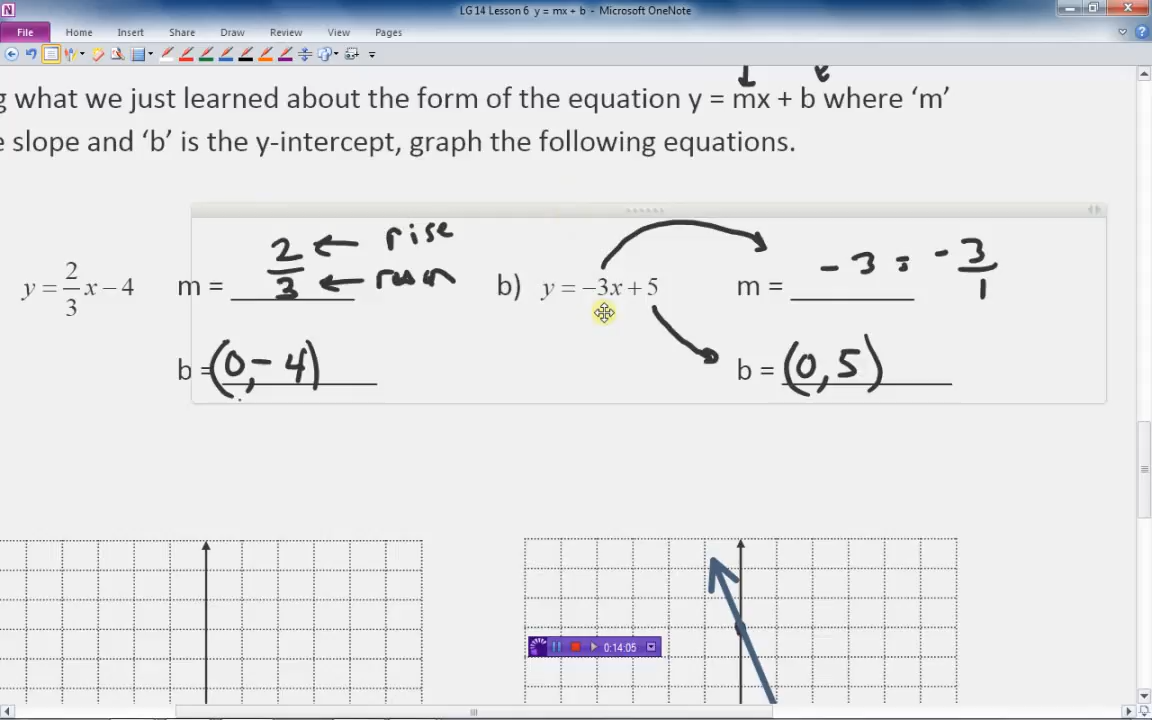 LG 14 Lesson 6 y = mx + b - Microsoft OneNote
File Home Insert Share Draw Review View Pages
g what we just learned about the form of the equation y = mx + b where ‘m’
e slope and ‘b’ is the y-intercept, graph the following equations.
y = 2/3 x − 4 m = 2/3 ← rise ← run b) y = −3x + 5 m = -3 = -3/1
b = (0, -4) b = (0, 5)
0:14:05